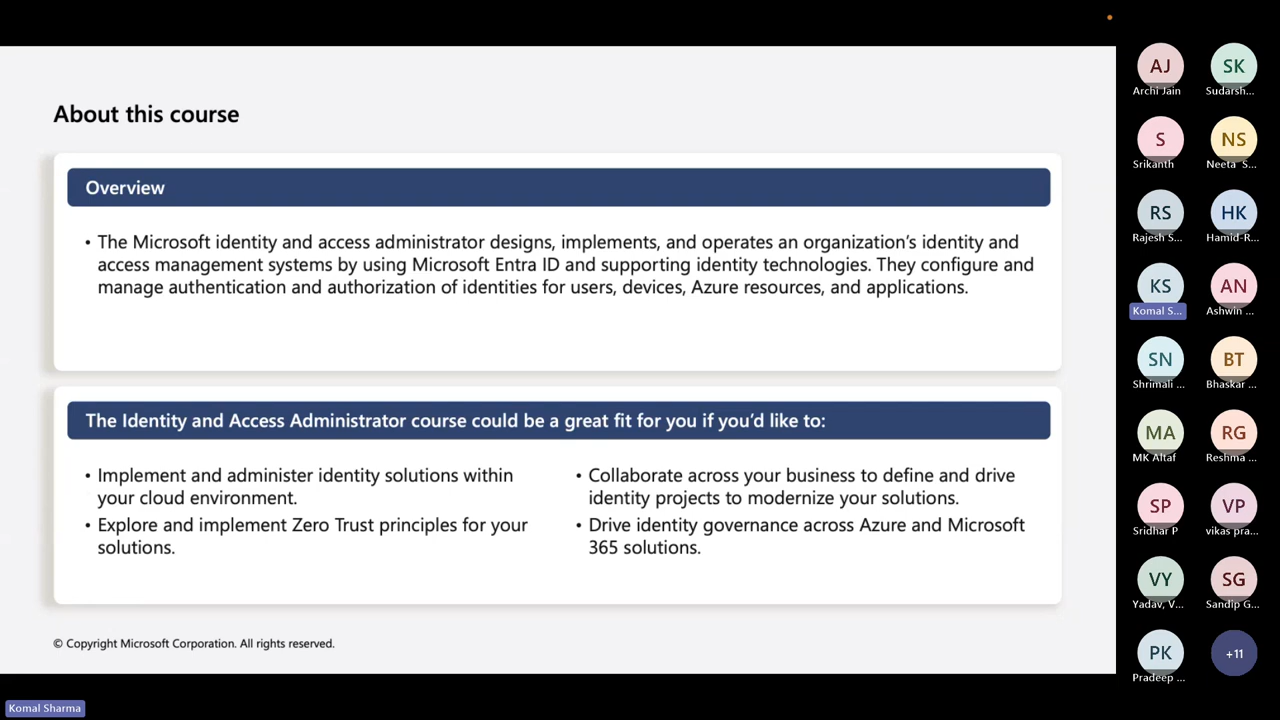 About this course
Overview
• The Microsoft identity and access administrator designs, implements, and operates an organization's identity and
access management systems by using Microsoft Entra ID and supporting identity technologies. They configure and
manage authentication and authorization of identities for users, devices, Azure resources, and applications.
The Identity and Access Administrator course could be a great fit for you if you'd like to:
• Implement and administer identity solutions within
your cloud environment.
• Explore and implement Zero Trust principles for your
solutions.
• Collaborate across your business to define and drive
identity projects to modernize your solutions.
• Drive identity governance across Azure and Microsoft
365 solutions.
© Copyright Microsoft Corporation. All rights reserved.
Komal Sharma
AJ
Archi Jain
SK
Sudarsh...
S
Srikanth
NS
Neeta S...
RS
Rajesh S...
HK
Hamid-R...
KS
Komal S...
AN
Ashwin ...
SN
Shrimali ...
BT
Bhaskar ...
MA
MK Altaf
RG
Reshma ...
SP
Sridhar P
VP
vikas pra...
VY
Yadav, V...
SG
Sandip G...
PK
Pradeep ...
+11